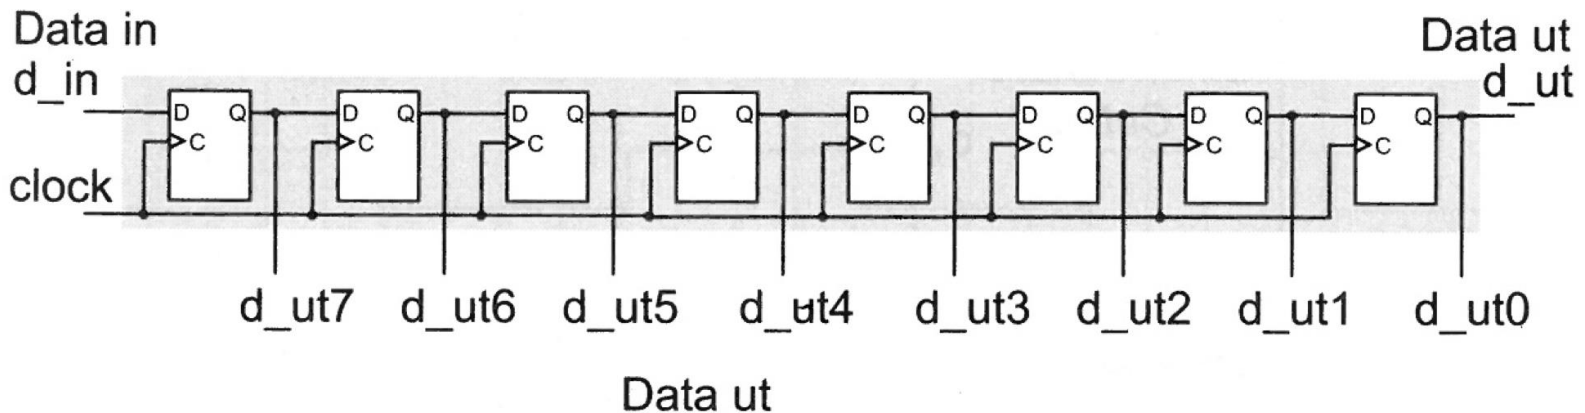 Data in
d_in
Data ut
d_ut
D Q D Q D Q D Q D Q D Q D Q D Q
C C C C C C C C
clock
d_ut7 d_ut6 d_ut5 d_ut4 d_ut3 d_ut2 d_ut1 d_ut0
Data ut